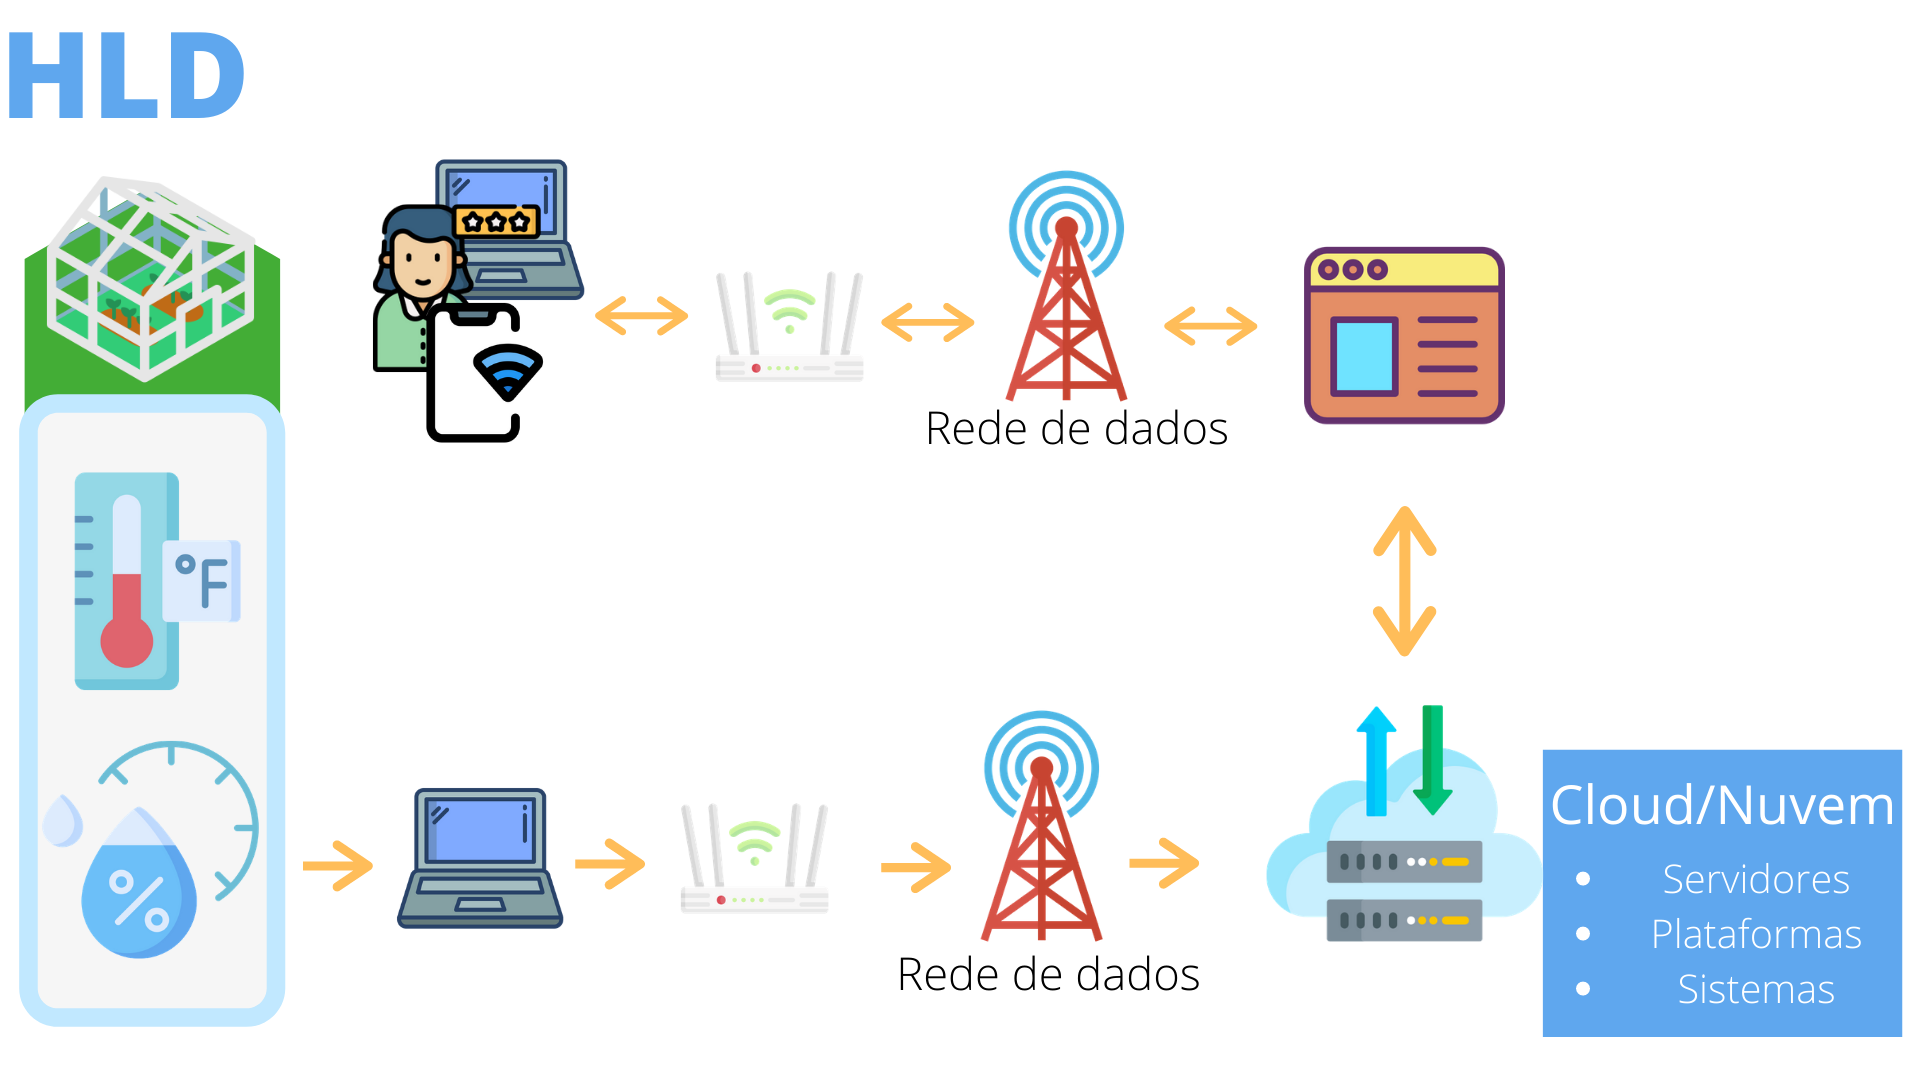 HLD
Rede de dados
°F
%
Rede de dados
Cloud/Nuvem
• Servidores
• Plataformas
• Sistemas